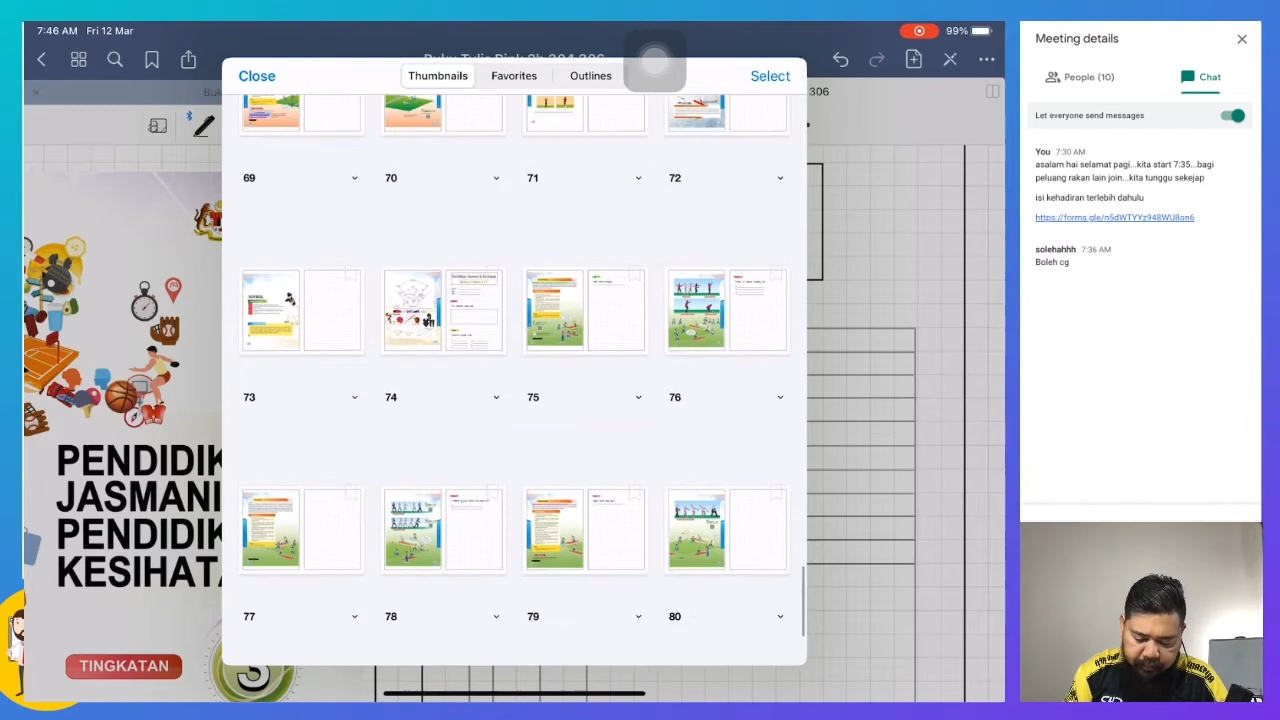 7:46 AM Fri 12 Mar
99%
Meeting details
People (10)
Chat
Let everyone send messages
You 7:30 AM
asalam hai selamat pagi...kita start 7:35...bagi
peluang rakan lain join...kita tunggu sekejap
isi kehadiran terlebih dahulu
https://forms.gle/n5dWTYYz948WU8on6
solehahhh 7:36 AM
Boleh cg
Close
Thumbnails
Favorites
Outlines
Select
306
69
70
71
72
73
74
75
76
77
78
79
80
PENDIDIK
JASMANI
PENDIDIK
KESIHAT
TINGKATAN
3